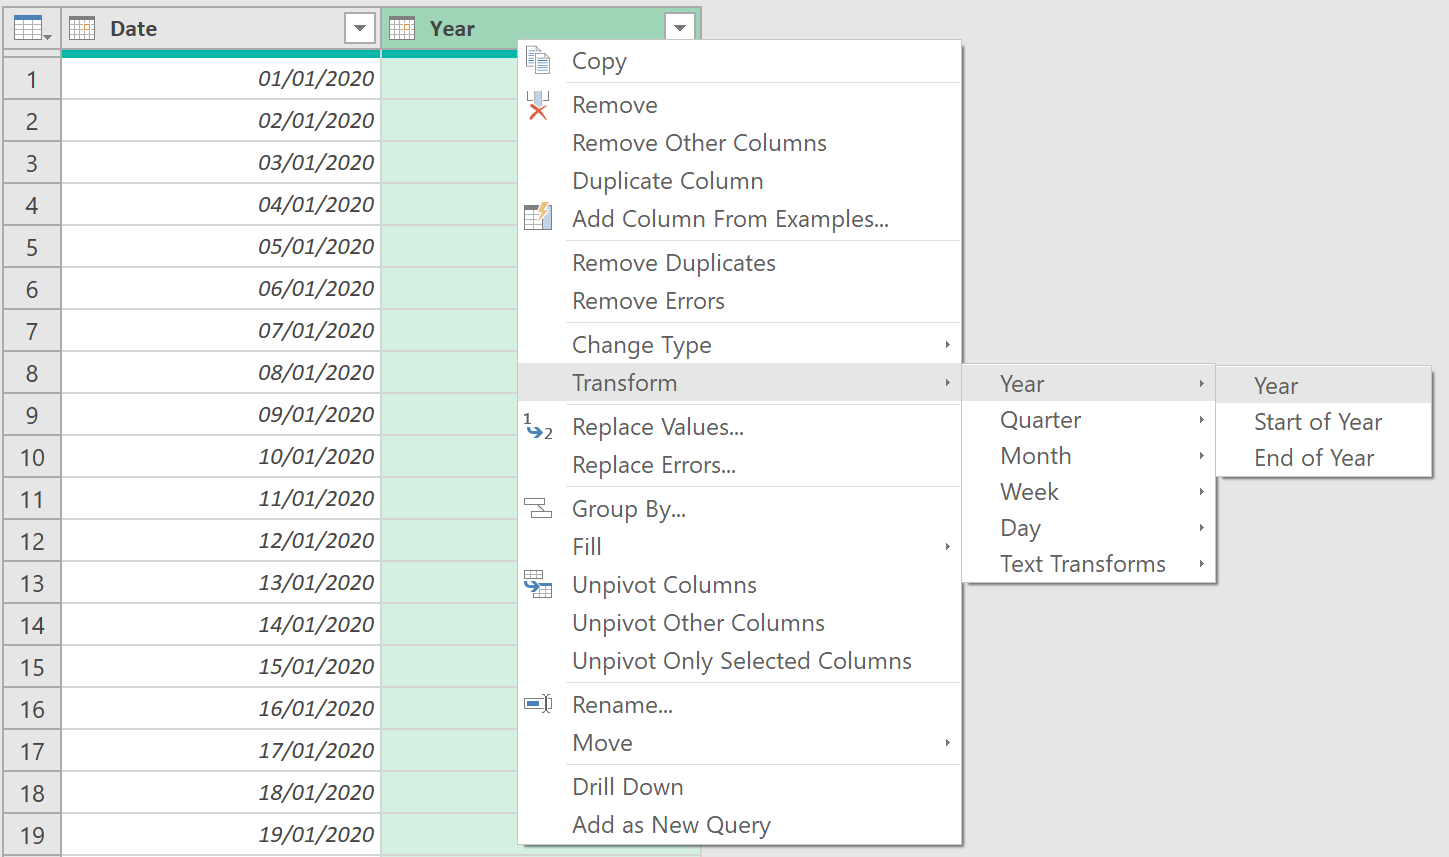 Date Year
1 01/01/2020
2 02/01/2020
3 03/01/2020
4 04/01/2020
5 05/01/2020
6 06/01/2020
7 07/01/2020
8 08/01/2020
9 09/01/2020
10 10/01/2020
11 11/01/2020
12 12/01/2020
13 13/01/2020
14 14/01/2020
15 15/01/2020
16 16/01/2020
17 17/01/2020
18 18/01/2020
19 19/01/2020
Copy
Remove
Remove Other Columns
Duplicate Column
Add Column From Examples...
Remove Duplicates
Remove Errors
Change Type
Transform
1 2 Replace Values...
Replace Errors...
Group By...
Fill
Unpivot Columns
Unpivot Other Columns
Unpivot Only Selected Columns
Rename...
Move
Drill Down
Add as New Query
Year
Quarter
Month
Week
Day
Text Transforms
Year
Start of Year
End of Year